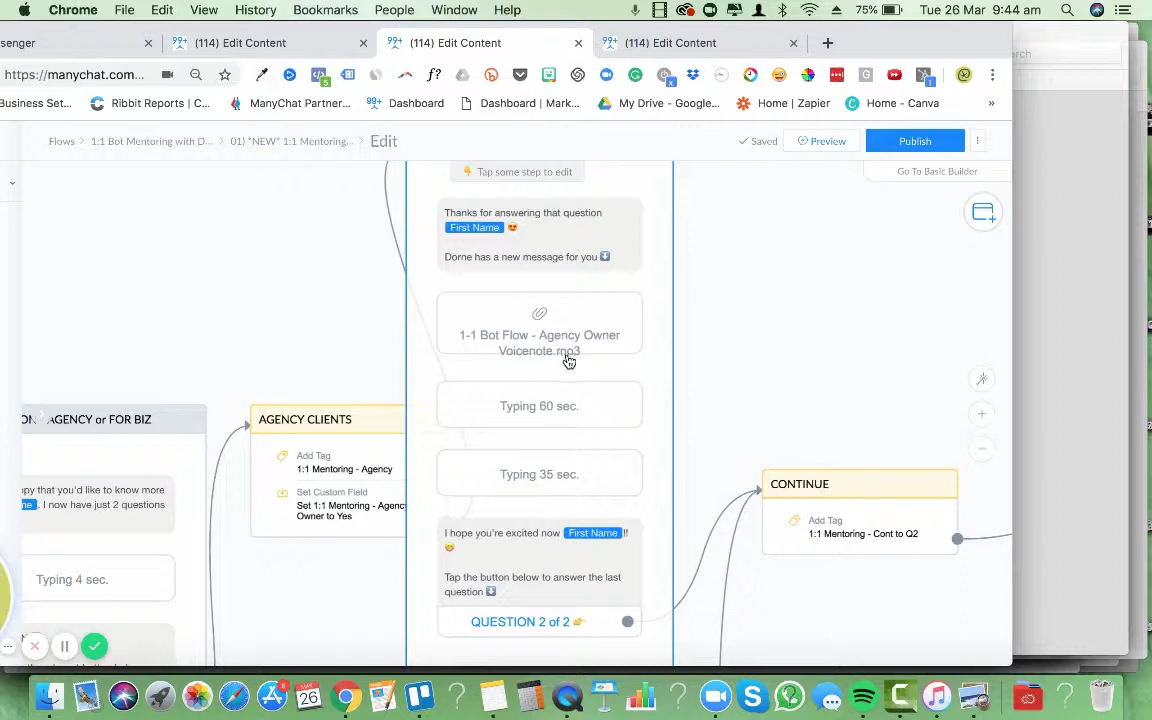 Chrome File Edit View History Bookmarks People Window Help 75% Tue 26 Mar 9:44 am
senger × (114) Edit Content × (114) Edit Content × (114) Edit Content × +
https://manychat.com...
Business Set... Ribbit Reports | C... ManyChat Partner... Dashboard Dashboard | Mark... My Drive - Google... Home | Zapier Home - Canva »
Flows > 1:1 Bot Mentoring with D... > 01) *NEW* 1:1 Mentoring... > Edit Saved Preview Publish
Go To Basic Builder
👇 Tap some step to edit
Thanks for answering that question
First Name 😍
Dorne has a new message for you ⬇️
1-1 Bot Flow - Agency Owner
Voicenote.mp3
Typing 60 sec.
Typing 35 sec.
I hope you're excited now First Name !!
Tap the button below to answer the last
question ⬇️
QUESTION 2 of 2 👉
AGENCY or FOR BIZ
ppy that you'd like to know more
me . I now have just 2 questions
Typing 4 sec.
AGENCY CLIENTS
Add Tag
1:1 Mentoring - Agency
Set Custom Field
Set 1:1 Mentoring - Agency
Owner to Yes
CONTINUE
Add Tag
1:1 Mentoring - Cont to Q2